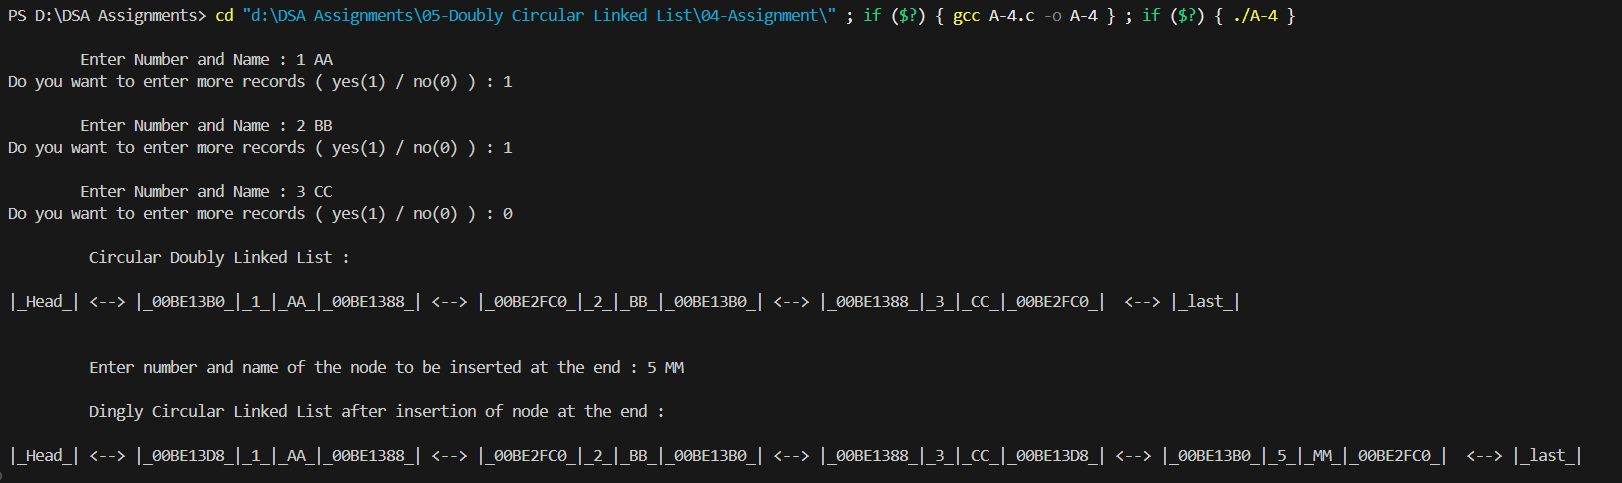 PS D:\DSA Assignments> cd "d:\DSA Assignments\05-Doubly Circular Linked List\04-Assignment\" ; if ($?) { gcc A-4.c -o A-4 } ; if ($?) { ./A-4 }
Enter Number and Name : 1 AA
Do you want to enter more records ( yes(1) / no(0) ) : 1
Enter Number and Name : 2 BB
Do you want to enter more records ( yes(1) / no(0) ) : 1
Enter Number and Name : 3 CC
Do you want to enter more records ( yes(1) / no(0) ) : 0
Circular Doubly Linked List :
|_Head_| <--> |_00BE13B0_|_1_|_AA_|_00BE1388_| <--> |_00BE2FC0_|_2_|_BB_|_00BE13B0_| <--> |_00BE1388_|_3_|_CC_|_00BE2FC0_|  <--> |_last_|
Enter number and name of the node to be inserted at the end : 5 MM
Dingly Circular Linked List after insertion of node at the end :
|_Head_| <--> |_00BE13D8_|_1_|_AA_|_00BE1388_| <--> |_00BE2FC0_|_2_|_BB_|_00BE13B0_| <--> |_00BE1388_|_3_|_CC_|_00BE13D8_| <--> |_00BE13B0_|_5_|_MM_|_00BE2FC0_|  <--> |_last_|